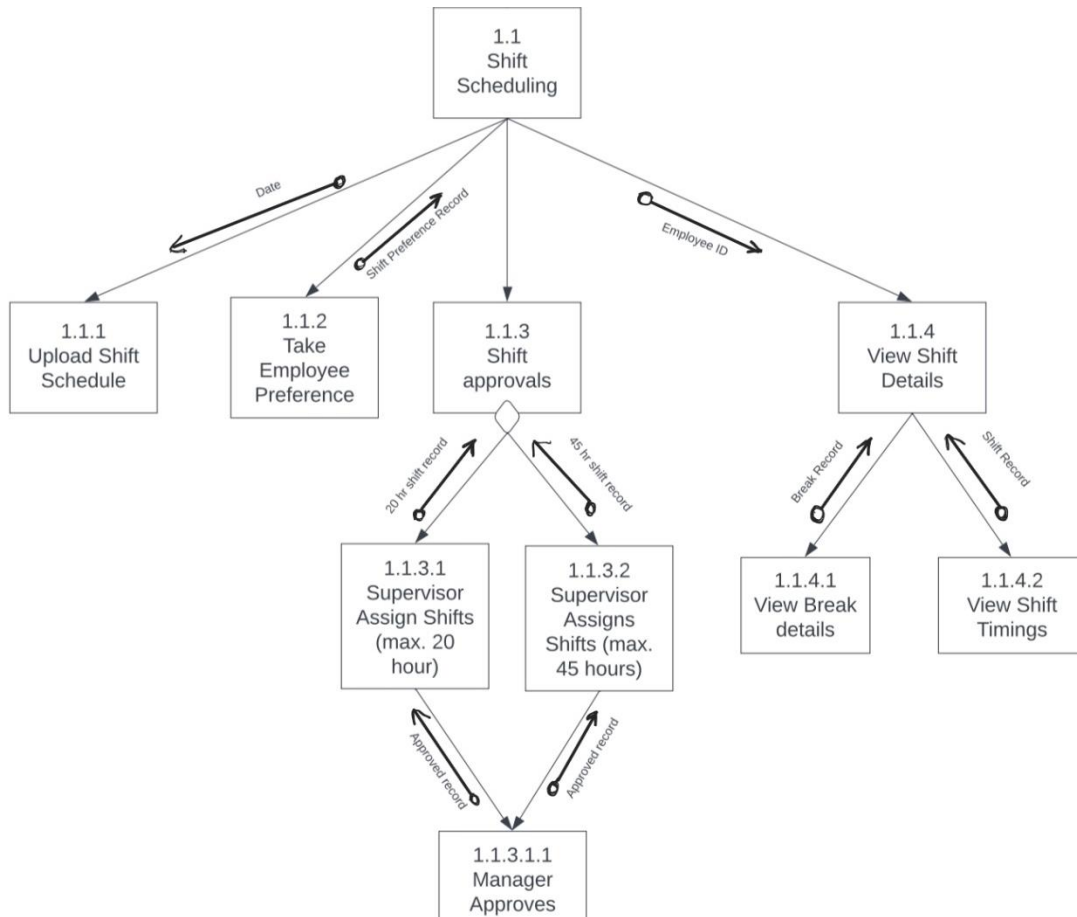 1.1
Shift
Scheduling
Date
Shift Preference Record
Employee ID
1.1.1
Upload Shift
Schedule
1.1.2
Take
Employee
Preference
1.1.3
Shift
approvals
1.1.4
View Shift
Details
20 hr shift record
45 hr shift record
Break Record
Shift Record
1.1.3.1
Supervisor
Assign Shifts
(max. 20
hour)
1.1.3.2
Supervisor
Assigns
Shifts (max.
45 hours)
1.1.4.1
View Break
details
1.1.4.2
View Shift
Timings
Approved record
Approved record
1.1.3.1.1
Manager
Approves